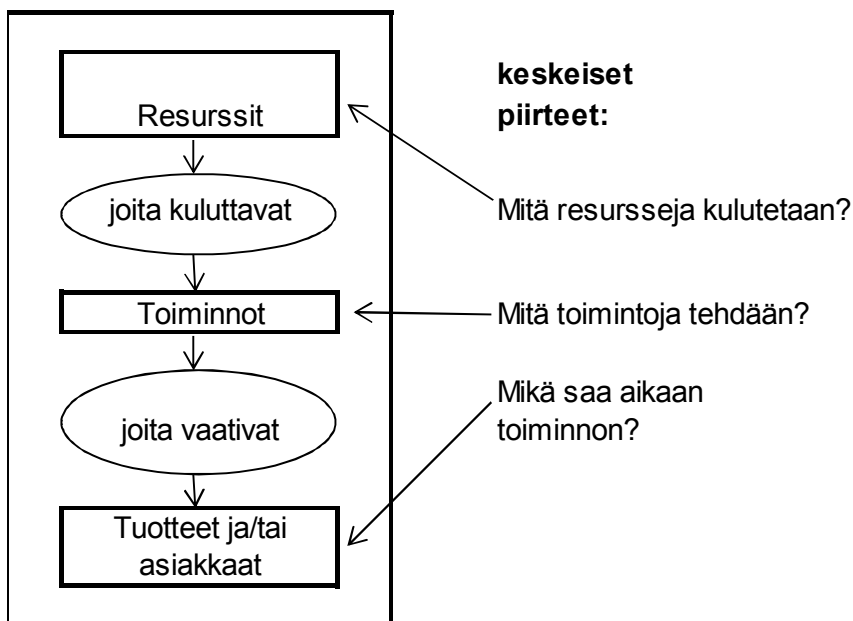 Resurssit
joita kuluttavat
Toiminnot
joita vaativat
Tuotteet ja/tai
asiakkaat
keskeiset
piirteet:
Mitä resursseja kulutetaan?
Mitä toimintoja tehdään?
Mikä saa aikaan
toiminnon?